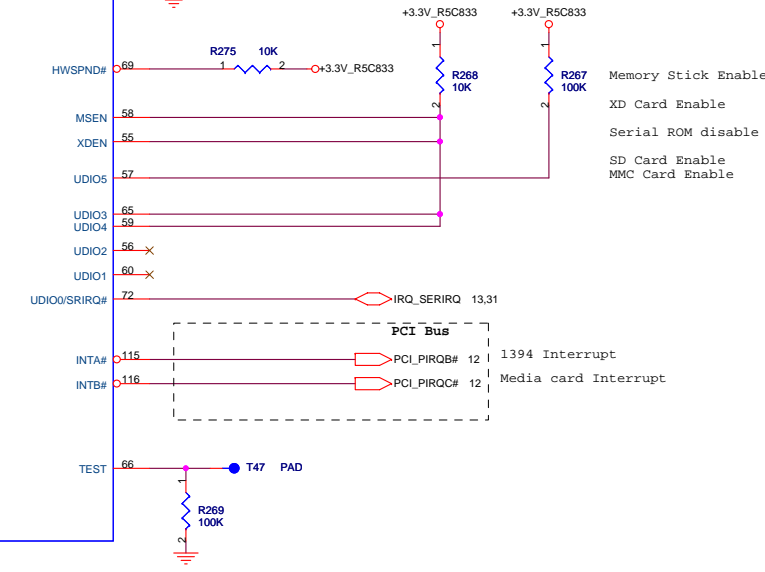 +3.3V_R5C833 +3.3V_R5C833
R275 10K
HWSPND# 69 1 2 +3.3V_R5C833
1 1
R268 R267
10K 100K
2 2
Memory Stick Enable
XD Card Enable
Serial ROM disable
SD Card Enable
MMC Card Enable
MSEN 58
XDEN 55
UDIO5 57
UDIO3 65
UDIO4 59
UDIO2 56
UDIO1 60
UDIO0/SRIRQ# 72 IRQ_SERIRQ 13,31
PCI Bus
INTA# 115 PCI_PIRQB# 12 1394 Interrupt
INTB# 116 PCI_PIRQC# 12 Media card Interrupt
TEST 66 T47 PAD
1
R269
100K
2